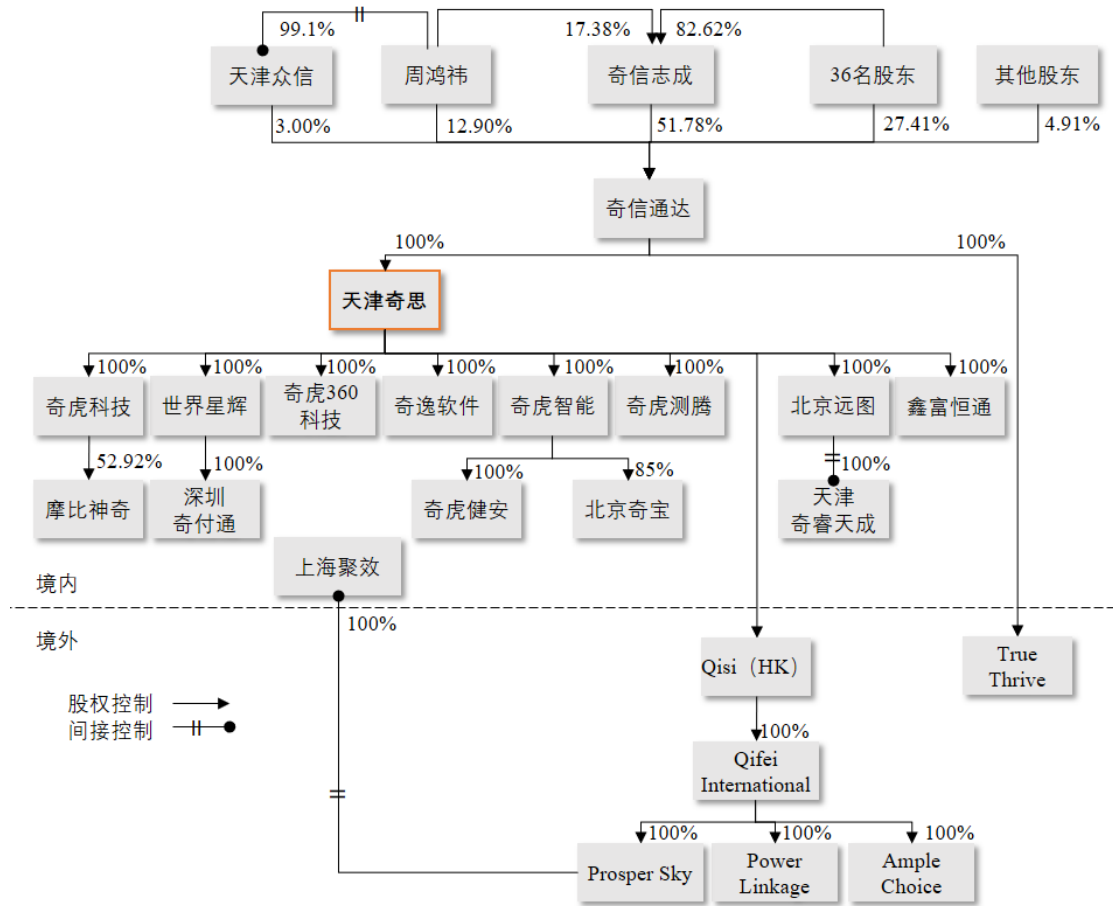 99.1%
17.38%
82.62%
天津众信
周鸿祎
奇信志成
36名股东
其他股东
3.00%
12.90%
51.78%
27.41%
4.91%
奇信通达
100%
100%
天津奇思
100%
100%
100%
100%
100%
100%
100%
100%
奇虎科技
世界星辉
奇虎360
科技
奇逸软件
奇虎智能
奇虎测腾
北京远图
鑫富恒通
52.92%
100%
100%
85%
100%
摩比神奇
深圳
奇付通
奇虎健安
北京奇宝
天津
奇睿天成
上海聚效
境内
100%
境外
Qisi（HK）
True
Thrive
股权控制
间接控制
100%
Qifei
International
100%
100%
100%
Prosper Sky
Power
Linkage
Ample
Choice